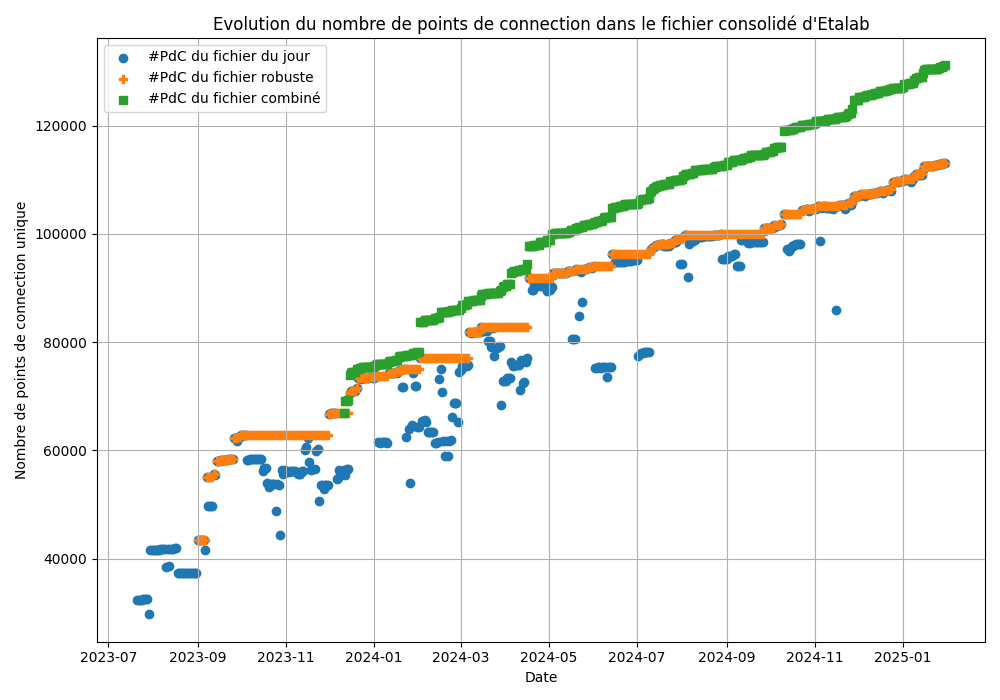 Evolution du nombre de points de connection dans le fichier consolidé d'Etalab
#PdC du fichier du jour
#PdC du fichier robuste
#PdC du fichier combiné
Nombre de points de connection unique
120000
100000
80000
60000
40000
2023-07
2023-09
2023-11
2024-01
2024-03
2024-05
2024-07
2024-09
2024-11
2025-01
Date